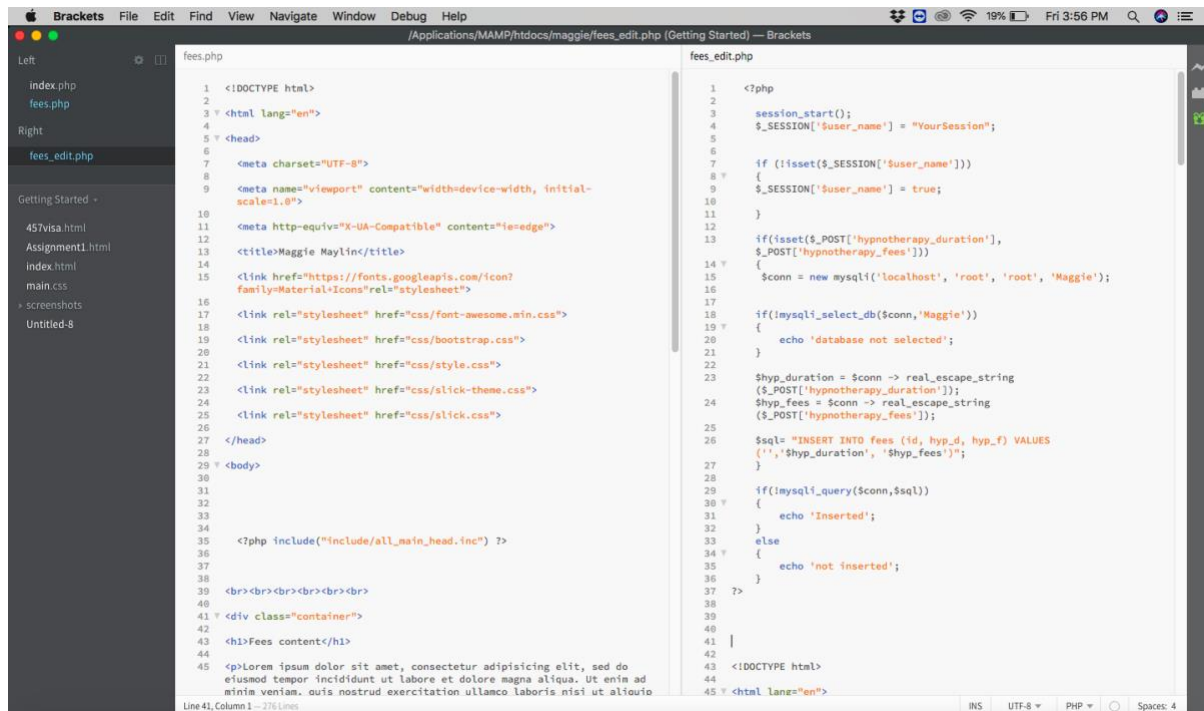 Brackets File Edit Find View Navigate Window Debug Help 19% Fri 3:56 PM
/Applications/MAMP/htdocs/maggie/fees_edit.php (Getting Started) — Brackets
Left
index.php
fees.php
Right
fees_edit.php
Getting Started
457visa.html
Assignment1.html
index.html
main.css
screenshots
Untitled-8
fees.php
1 <!DOCTYPE html>
2
3 <html lang="en">
4
5 <head>
6
7 <meta charset="UTF-8">
8
9 <meta name="viewport" content="width=device-width, initial-
scale=1.0">
10
11 <meta http-equiv="X-UA-Compatible" content="ie=edge">
12
13 <title>Maggie Maylin</title>
14
15 <link href="https://fonts.googleapis.com/icon?
family=Material+Icons"rel="stylesheet">
16
17 <link rel="stylesheet" href="css/font-awesome.min.css">
18
19 <link rel="stylesheet" href="css/bootstrap.css">
20
21 <link rel="stylesheet" href="css/style.css">
22
23 <link rel="stylesheet" href="css/slick-theme.css">
24
25 <link rel="stylesheet" href="css/slick.css">
26
27 </head>
28
29 <body>
30
31
32
33
34
35 <?php include("include/all_main_head.inc") ?>
36
37
38
39 <br><br><br><br><br><br>
40
41 <div class="container">
42
43 <h1>Fees content</h1>
44
45 <p>Lorem ipsum dolor sit amet, consectetur adipisicing elit, sed do
eiusmod tempor incididunt ut labore et dolore magna aliqua. Ut enim ad
minim veniam, quis nostrud exercitation ullamco laboris nisi ut aliquip
fees_edit.php
1 <?php
2
3 session_start();
4 $_SESSION['$user_name'] = "YourSession";
5
6
7 if (!isset($_SESSION['$user_name']))
8 {
9 $_SESSION['$user_name'] = true;
10
11 }
12
13 if(isset($_POST['hypnotherapy_duration'],
$_POST['hypnotherapy_fees']))
14 {
15 $conn = new mysqli('localhost', 'root', 'root', 'Maggie');
16
17
18 if(!mysqli_select_db($conn,'Maggie'))
19 {
20 echo 'database not selected';
21 }
22
23 $hyp_duration = $conn -> real_escape_string
($_POST['hypnotherapy_duration']);
24 $hyp_fees = $conn -> real_escape_string
($_POST['hypnotherapy_fees']);
25
26 $sql= "INSERT INTO fees (id, hyp_d, hyp_f) VALUES
('','$hyp_duration', '$hyp_fees')";
27 }
28
29 if(!mysqli_query($conn,$sql))
30 {
31 echo 'Inserted';
32 }
33 else
34 {
35 echo 'not inserted';
36 }
37 ?>
38
39
40
41
42
43 <!DOCTYPE html>
44
45 <html lang="en">
Line 41, Column 1 — 276 Lines INS UTF-8 PHP Spaces: 4